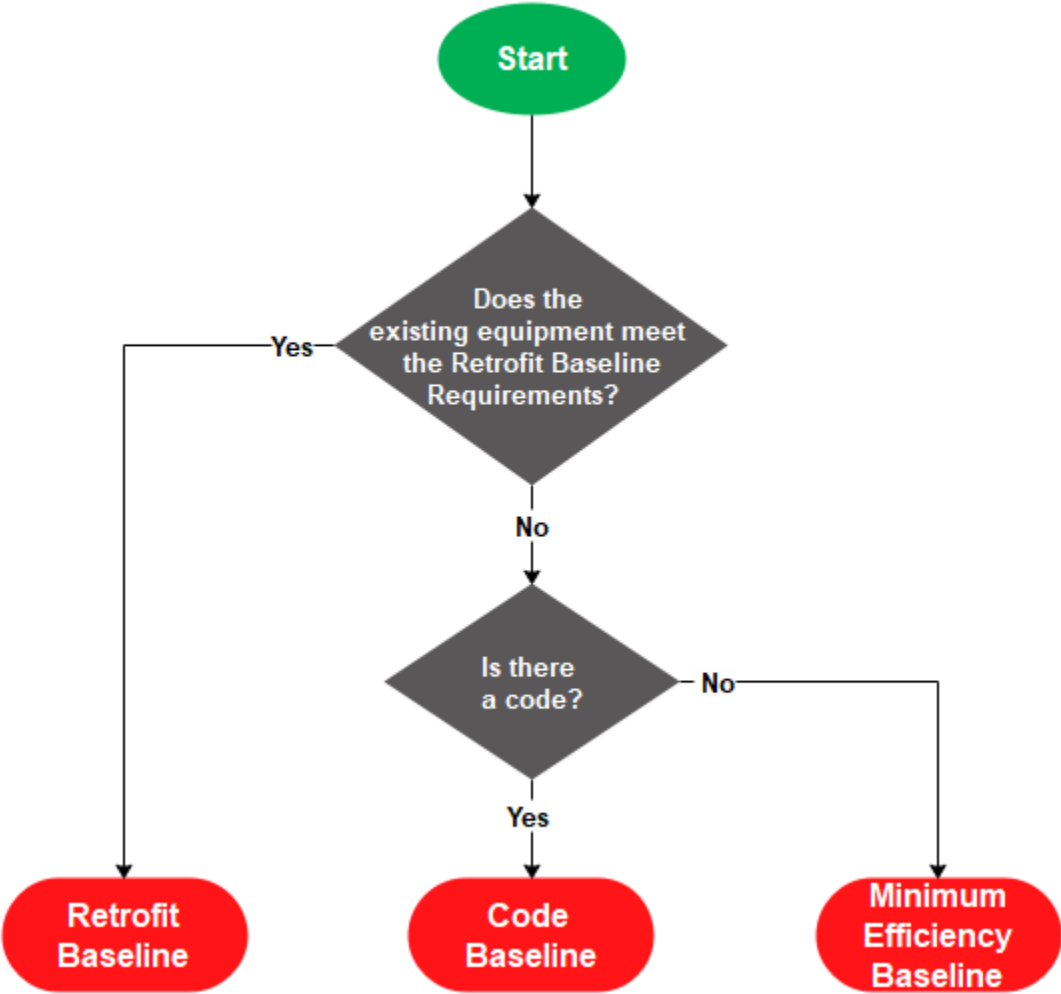 Start
Does the
existing equipment meet
the Retrofit Baseline
Requirements?
Yes
No
Is there
a code?
No
Yes
Retrofit
Baseline
Code
Baseline
Minimum
Efficiency
Baseline